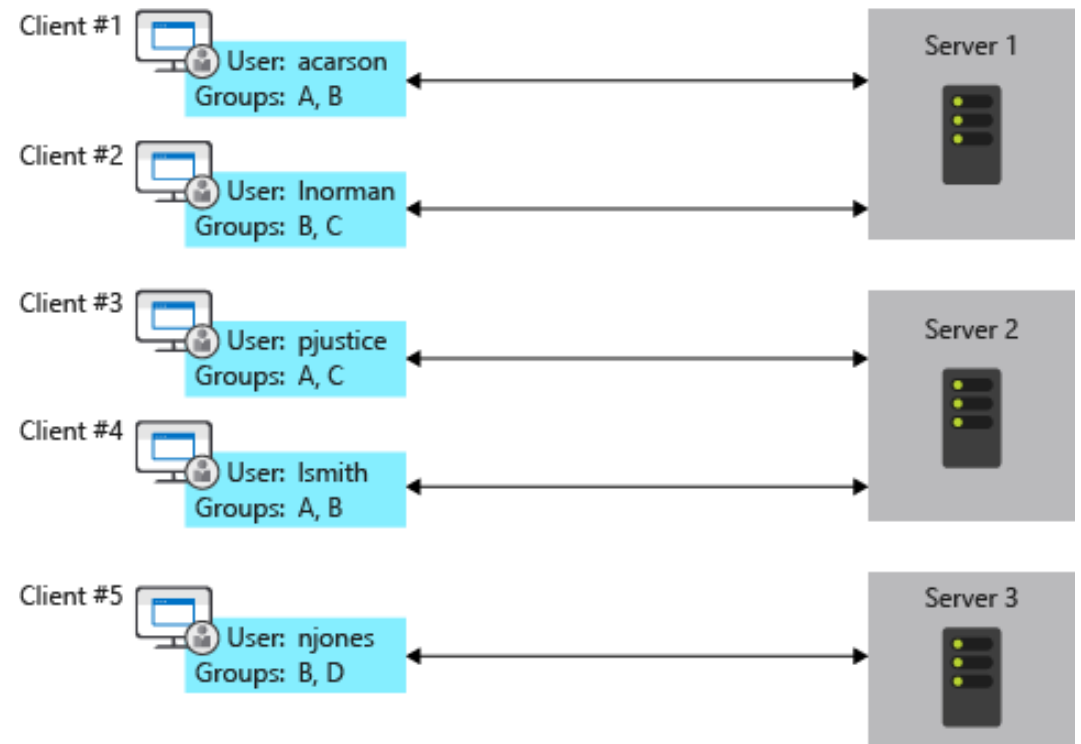 Client #1
User: acarson
Groups: A, B
Server 1
Client #2
User: lnorman
Groups: B, C
Client #3
User: pjustice
Groups: A, C
Server 2
Client #4
User: lsmith
Groups: A, B
Client #5
User: njones
Groups: B, D
Server 3